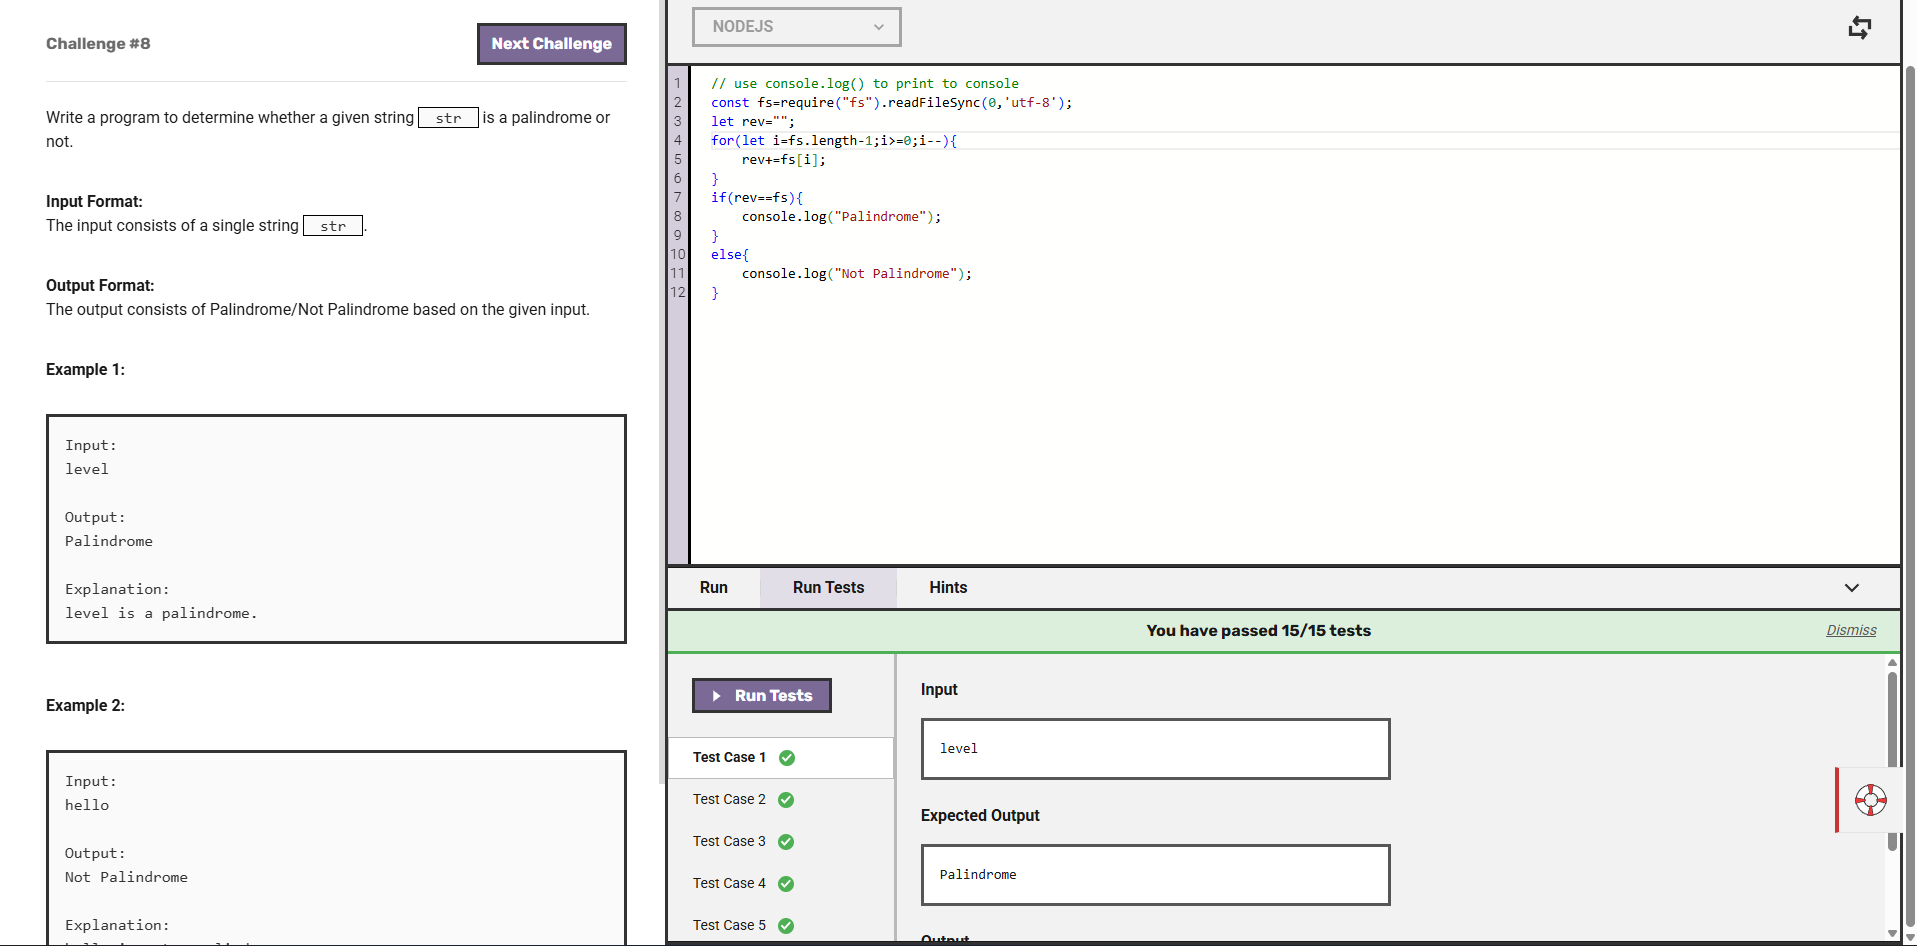 Challenge #8
Next Challenge
Write a program to determine whether a given string str is a palindrome or
not.
Input Format:
The input consists of a single string str.
Output Format:
The output consists of Palindrome/Not Palindrome based on the given input.
Example 1:
Input:
level
Output:
Palindrome
Explanation:
level is a palindrome.
Example 2:
Input:
hello
Output:
Not Palindrome
Explanation:
NODEJS
1 // use console.log() to print to console
2 const fs=require("fs").readFileSync(0,'utf-8');
3 let rev="";
4 for(let i=fs.length-1;i>=0;i--){
5     rev+=fs[i];
6 }
7 if(rev==fs){
8     console.log("Palindrome");
9 }
10 else{
11     console.log("Not Palindrome");
12 }
Run
Run Tests
Hints
You have passed 15/15 tests
Dismiss
Run Tests
Test Case 1
Test Case 2
Test Case 3
Test Case 4
Test Case 5
Input
level
Expected Output
Palindrome
Output